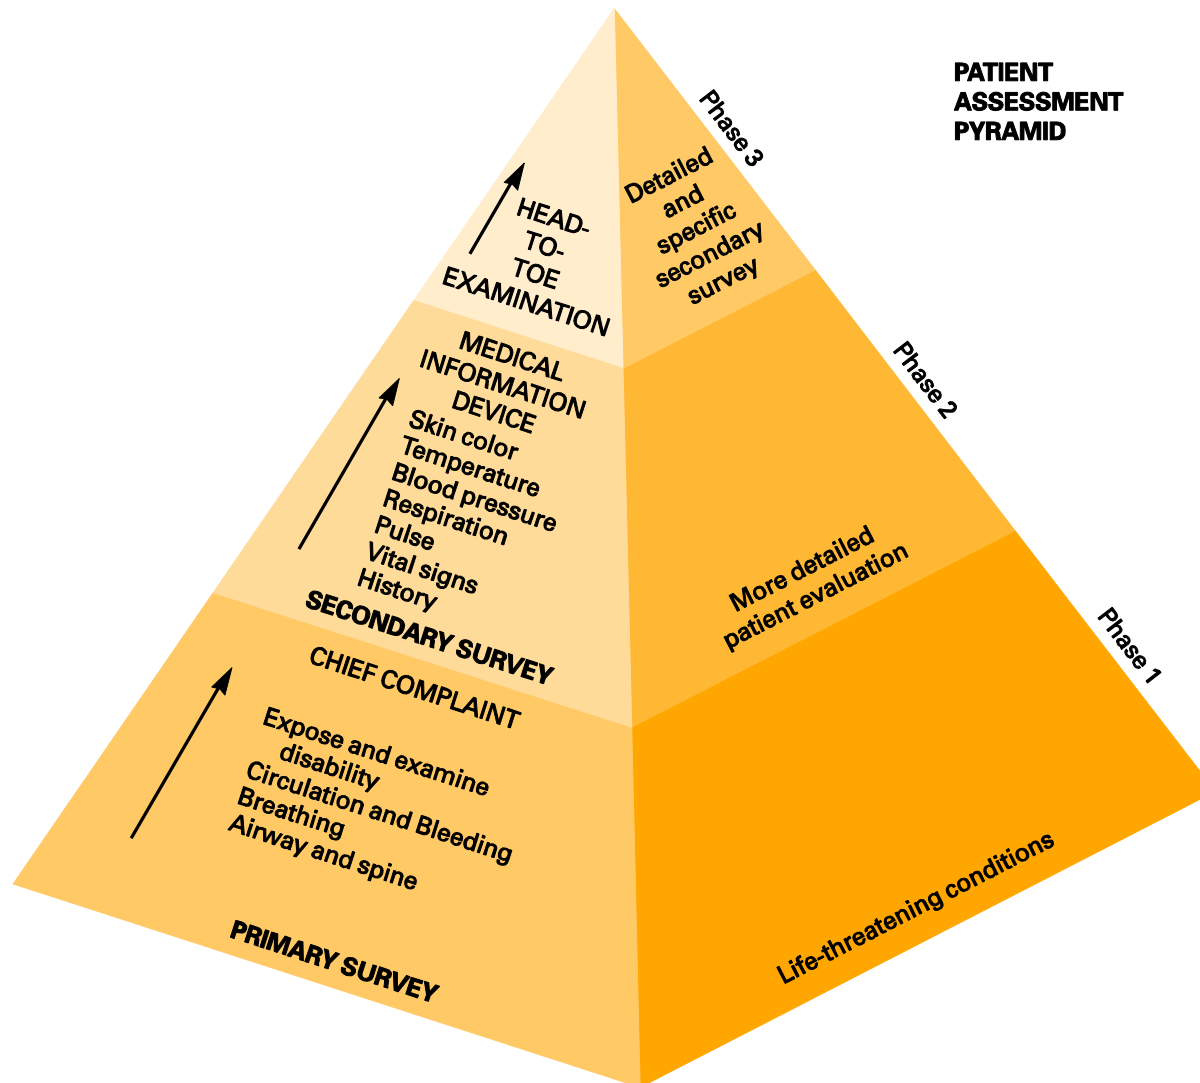 PATIENT
ASSESSMENT
PYRAMID
Phase 3
Detailed
and
specific
secondary
survey
HEAD-
TO-
TOE
EXAMINATION
Phase 2
MEDICAL
INFORMATION
DEVICE
Skin color
Temperature
Blood pressure
Respiration
Pulse
Vital signs
History
SECONDARY SURVEY
More detailed
patient evaluation
Phase 1
CHIEF COMPLAINT
Expose and examine
disability
Circulation and Bleeding
Breathing
Airway and spine
PRIMARY SURVEY
Life-threatening conditions